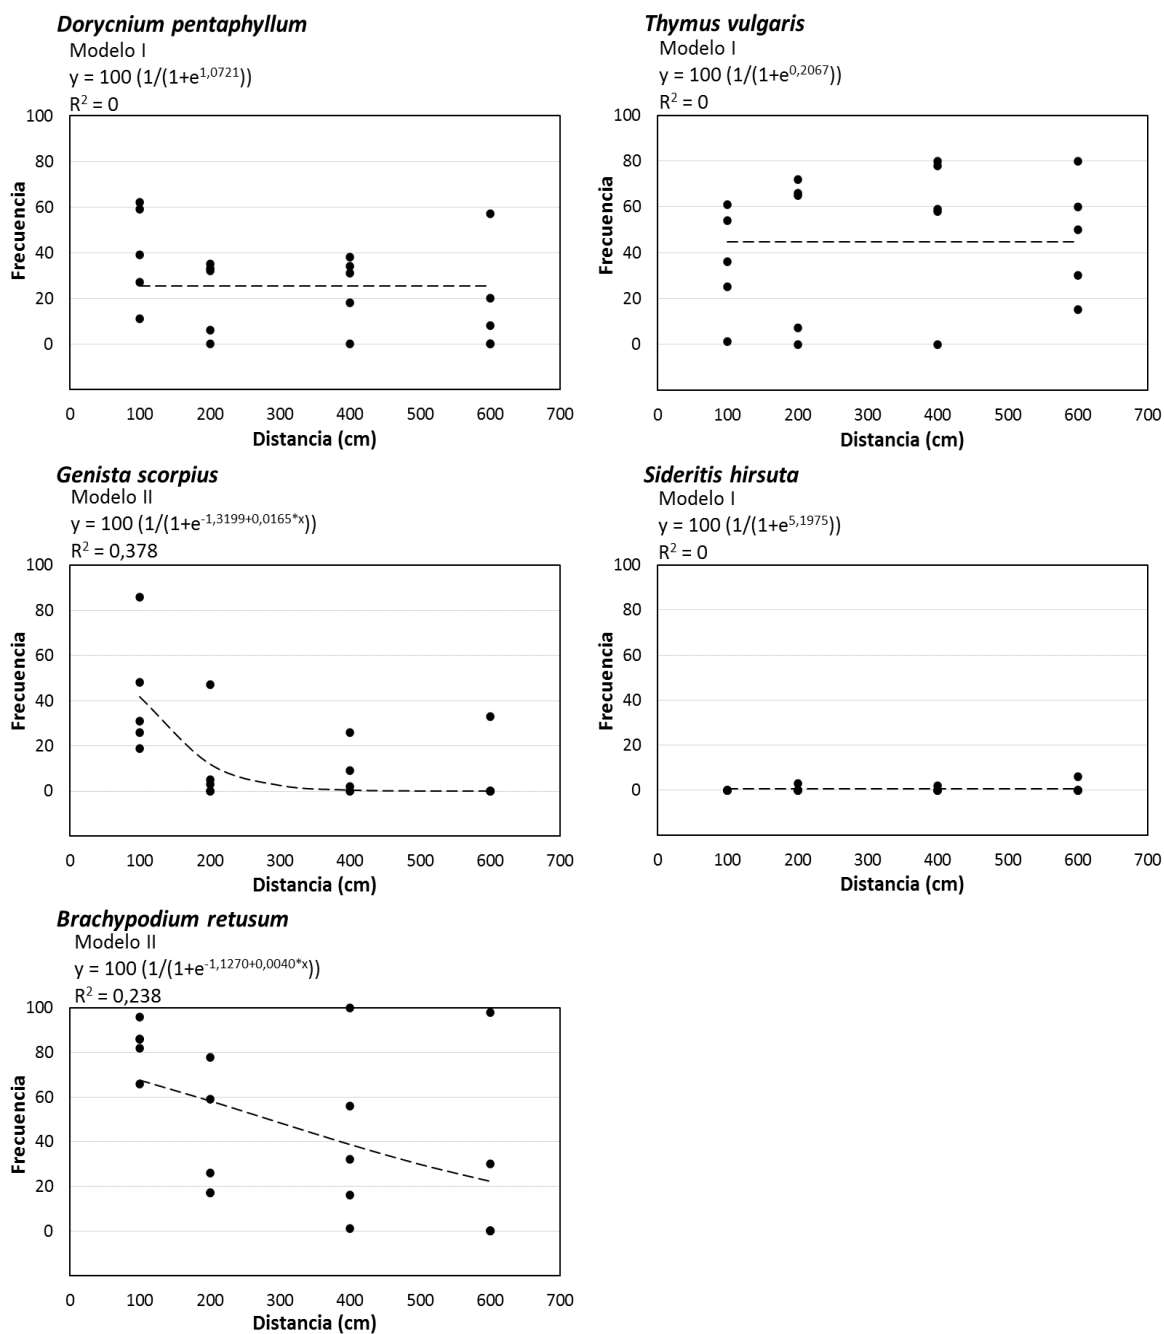 Dorycnium pentaphyllum
Modelo I
y = 100 (1/(1+e^1,0721))
R² = 0
100
80
60
40
20
0
Frecuencia
0 100 200 300 400 500 600 700
Distancia (cm)
Thymus vulgaris
Modelo I
y = 100 (1/(1+e^0,2067))
R² = 0
100
80
60
40
20
0
Frecuencia
0 100 200 300 400 500 600 700
Distancia (cm)
Genista scorpius
Modelo II
y = 100 (1/(1+e^-1,3199+0,0165*x))
R² = 0,378
100
80
60
40
20
0
Frecuencia
0 100 200 300 400 500 600 700
Distancia (cm)
Sideritis hirsuta
Modelo I
y = 100 (1/(1+e^5,1975))
R² = 0
100
80
60
40
20
0
Frecuencia
0 100 200 300 400 500 600 700
Distancia (cm)
Brachypodium retusum
Modelo II
y = 100 (1/(1+e^-1,1270+0,0040*x))
R² = 0,238
100
80
60
40
20
0
Frecuencia
0 100 200 300 400 500 600 700
Distancia (cm)